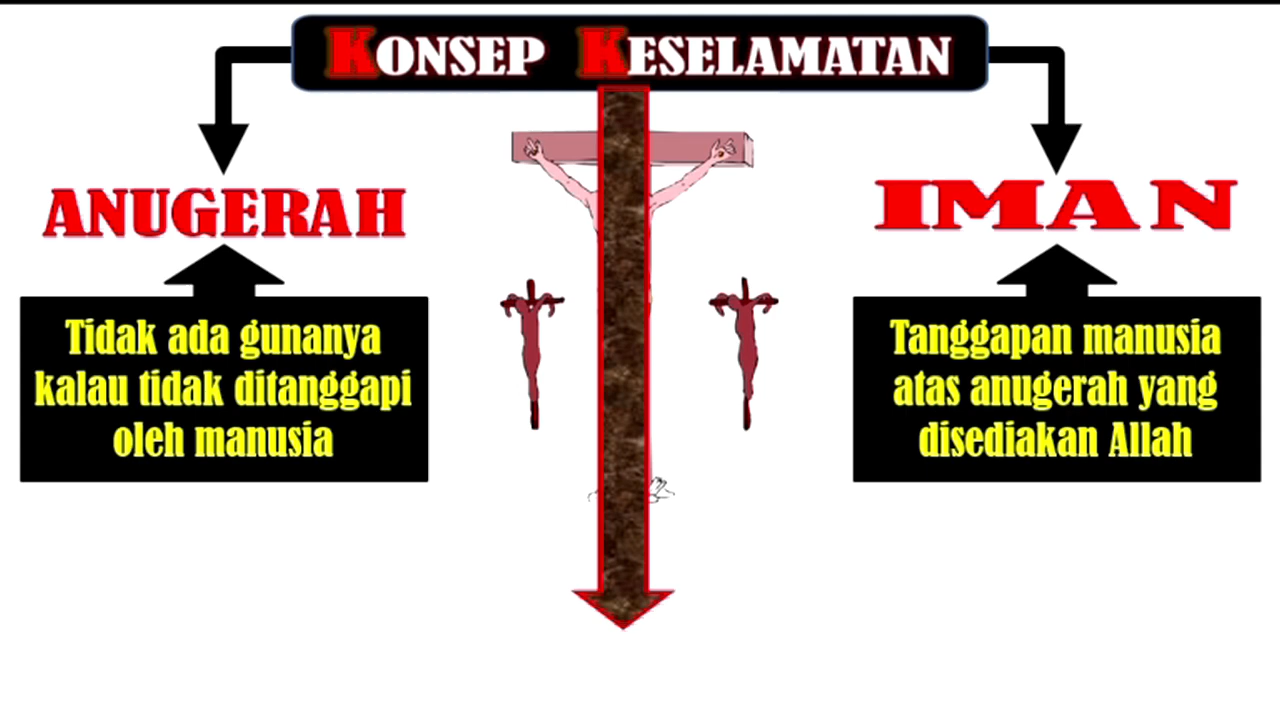 KONSEP KESELAMATAN
ANUGERAH
Tidak ada gunanya
kalau tidak ditanggapi
oleh manusia
IMAN
Tanggapan manusia
atas anugerah yang
disediakan Allah